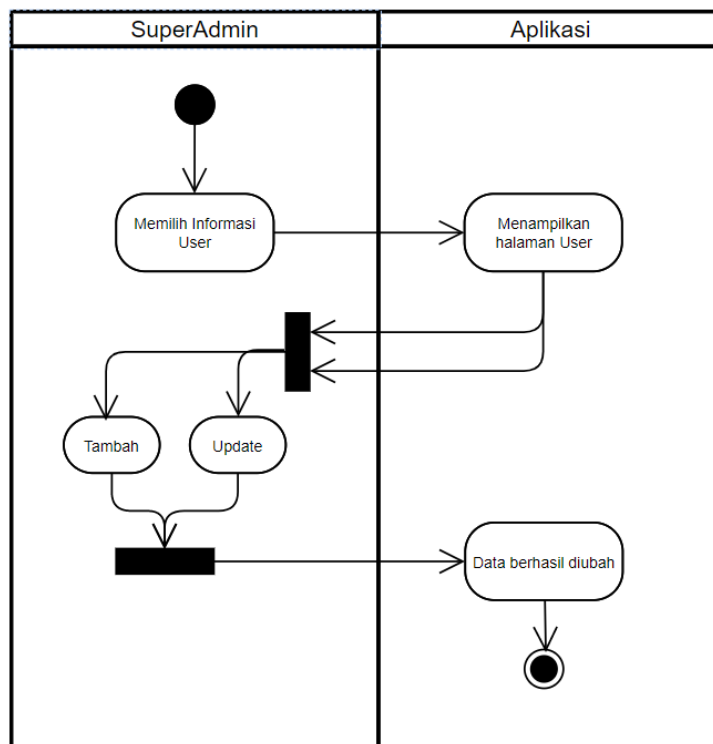 SuperAdmin
Aplikasi
Memilih Informasi
User
Menampilkan
halaman User
Tambah
Update
Data berhasil diubah